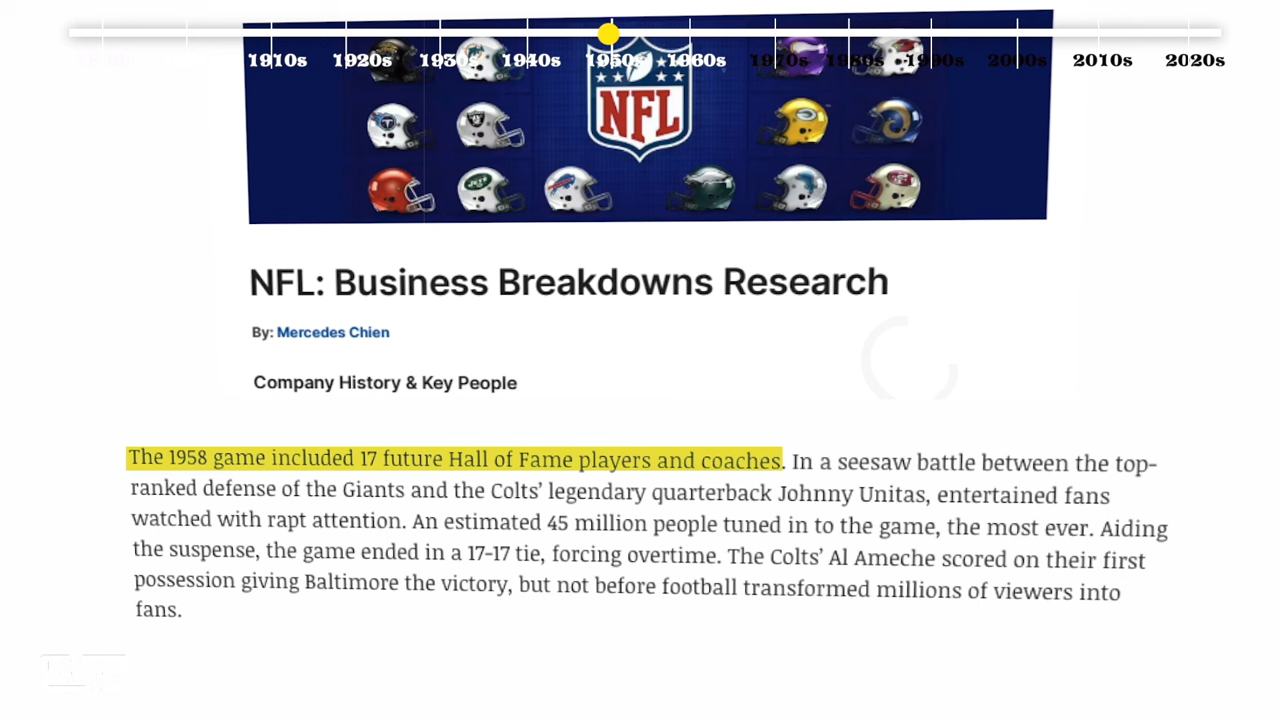 1910s 1920s 1930s 1940s 1950s 1960s 1970s 1980s 1990s 2000s 2010s 2020s
NFL
NFL: Business Breakdowns Research
By: Mercedes Chien
Company History & Key People
The 1958 game included 17 future Hall of Fame players and coaches. In a seesaw battle between the top-
ranked defense of the Giants and the Colts’ legendary quarterback Johnny Unitas, entertained fans
watched with rapt attention. An estimated 45 million people tuned in to the game, the most ever. Aiding
the suspense, the game ended in a 17-17 tie, forcing overtime. The Colts’ Al Ameche scored on their first
possession giving Baltimore the victory, but not before football transformed millions of viewers into
fans.